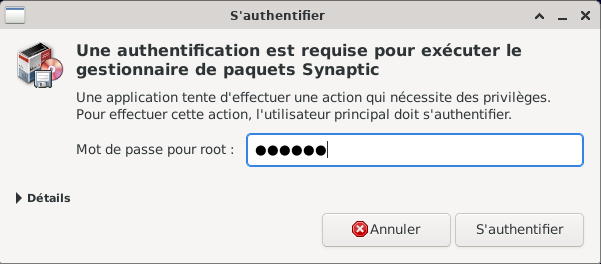 S'authentifier
Une authentification est requise pour exécuter le
gestionnaire de paquets Synaptic
Une application tente d'effectuer une action qui nécessite des privilèges.
Pour effectuer cette action, l'utilisateur principal doit s'authentifier.
Mot de passe pour root : ●●●●●●
Détails
Annuler S'authentifier